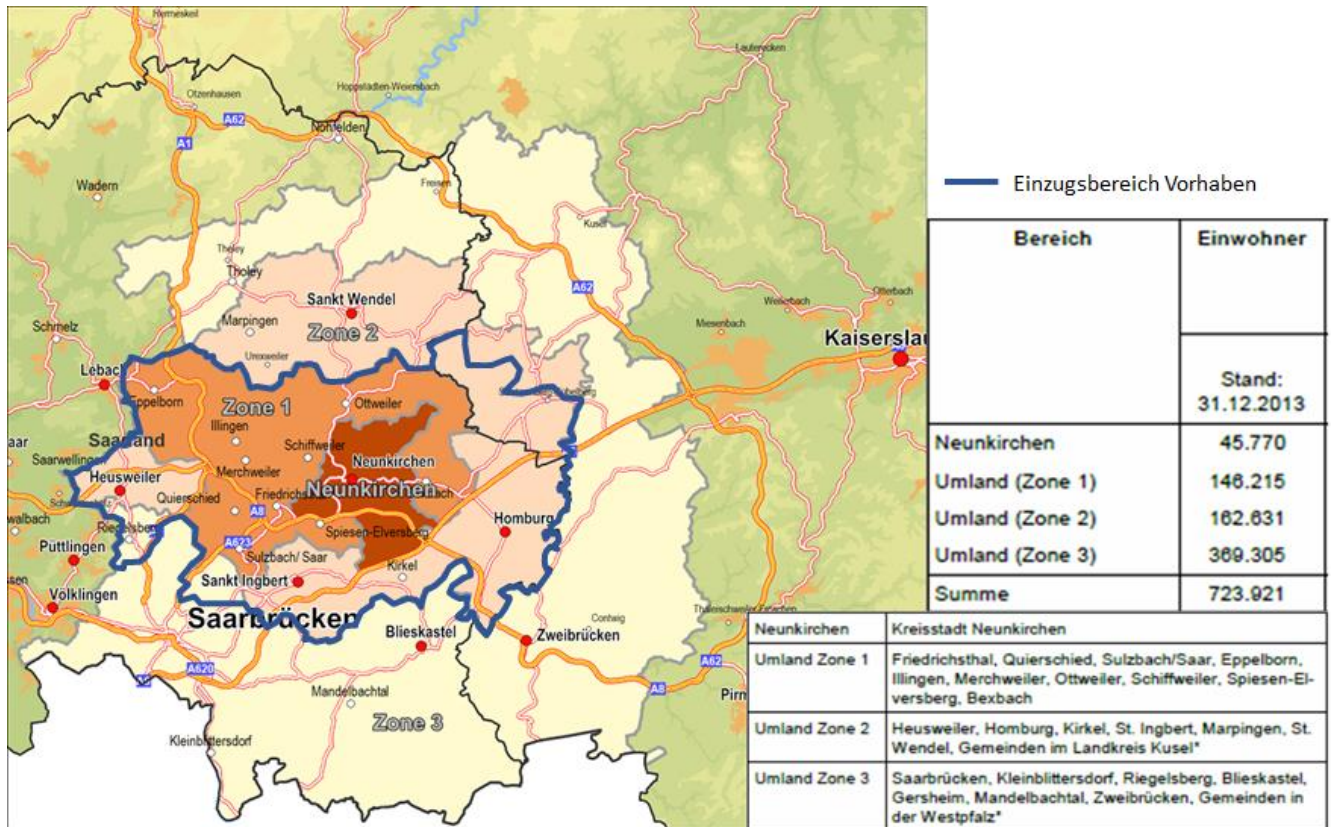 Hermeskeil
Lauterecken
Hoppstädten-Weiersbach
Otzenhausen
A62
Nohfelden
A1
Wadern
Freisen
Kusel
Theley
Tholey
A62
Sankt Wendel
Marpingen
Zone 2
Urexweiler
Schmelz
Otterbach
Weilerbach
Miesenbach
Kaiserslau
Lebach
Eppelborn
Zone 1
Ottweiler
Illingen
Saarland
Saarwellingen
Schiffweiler
Merchweiler
Neunkirchen
Heusweiler
Neunkirchen
Quierschied
Friedrichs
A8
Spiesen-Elversberg
Homburg
Riegelsberg
A623
Püttlingen
Sulzbach/ Saar
Kirkel
Sankt Ingbert
Völklingen
Saarbrücken
Blieskastel
Zweibrücken
Contwig
Thaleischweiler-Fröschen
A620
A62
A8
Mandelbachtal
Pirm
Zone 3
Kleinblittersdorf
Einzugsbereich Vorhaben
Bereich Einwohner
Stand:
31.12.2013
Neunkirchen 45.770
Umland (Zone 1) 146.215
Umland (Zone 2) 162.631
Umland (Zone 3) 369.305
Summe 723.921
Neunkirchen Kreisstadt Neunkirchen
Umland Zone 1 Friedrichsthal, Quierschied, Sulzbach/Saar, Eppelborn,
Illingen, Merchweiler, Ottweiler, Schiffweiler, Spiesen-El-
versberg, Bexbach
Umland Zone 2 Heusweiler, Homburg, Kirkel, St. Ingbert, Marpingen, St.
Wendel, Gemeinden im Landkreis Kusel*
Umland Zone 3 Saarbrücken, Kleinblittersdorf, Riegelsberg, Blieskastel,
Gersheim, Mandelbachtal, Zweibrücken, Gemeinden in
der Westpfalz*